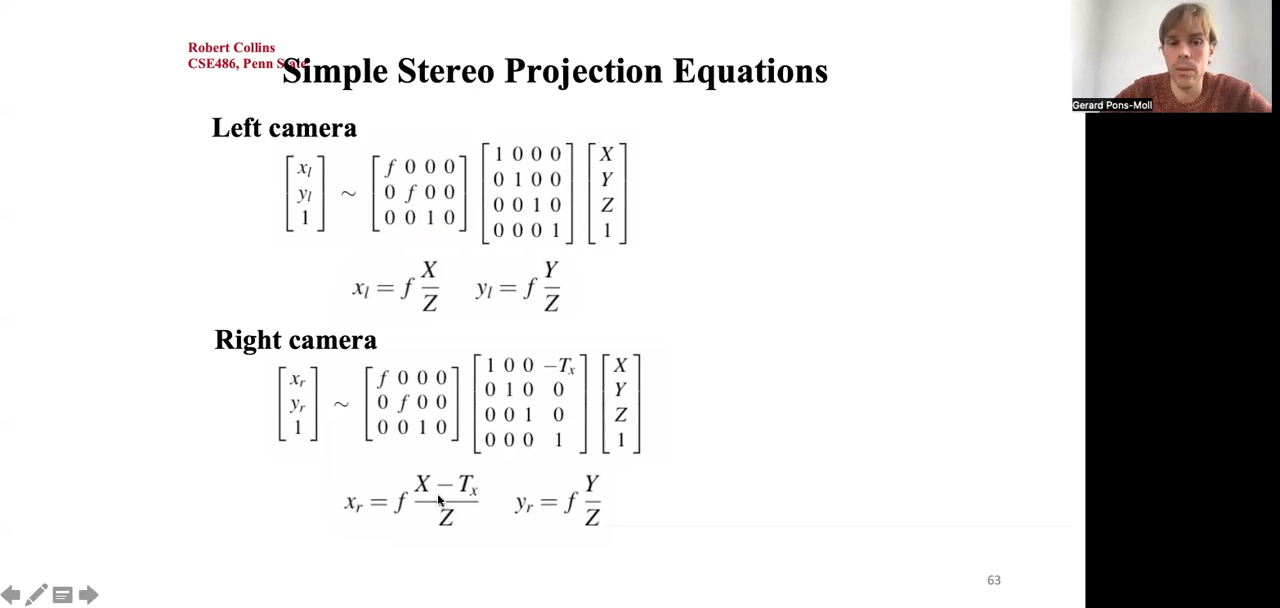 Robert Collins
CSE486, Penn State
Simple Stereo Projection Equations
Gerard Pons-Moll
Left camera
[x_l y_l 1] ~ [f 0 0 0; 0 f 0 0; 0 0 1 0] [1 0 0 0; 0 1 0 0; 0 0 1 0; 0 0 0 1] [X Y Z 1]
x_l = f X/Z y_l = f Y/Z
Right camera
[x_r y_r 1] ~ [f 0 0 0; 0 f 0 0; 0 0 1 0] [1 0 0 −T_x; 0 1 0 0; 0 0 1 0; 0 0 0 1] [X Y Z 1]
x_r = f (X − T_x)/Z y_r = f Y/Z
63